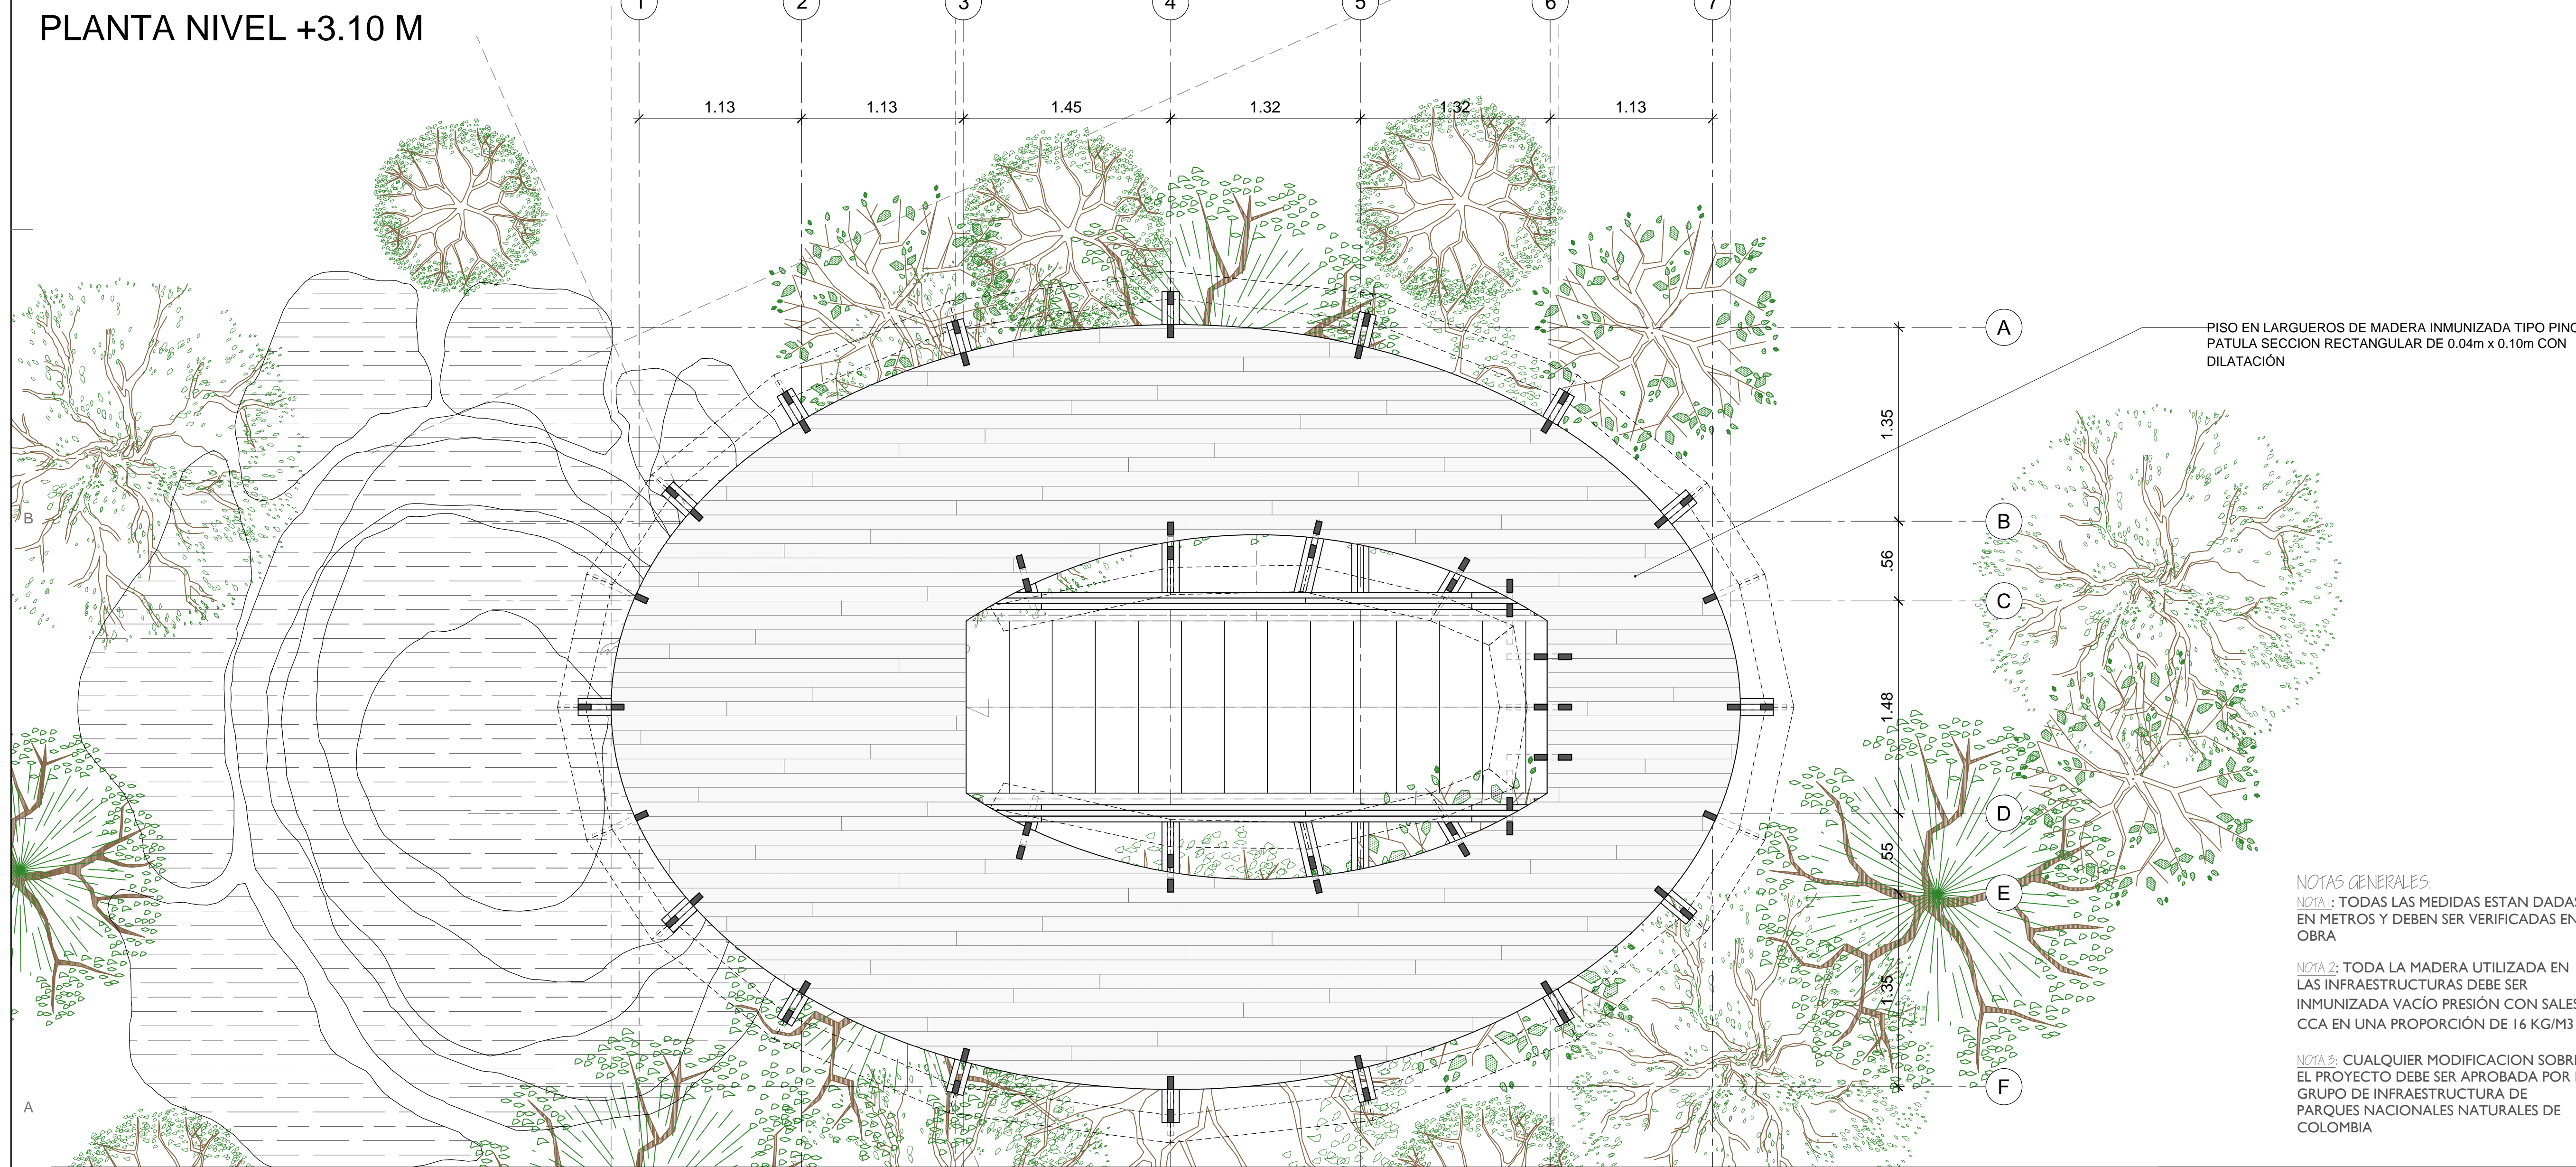 PLANTA NIVEL +3.10 M
1 2 3 4 5 6 7
1.13 1.13 1.45 1.32 1.32 1.13
A
PISO EN LARGUEROS DE MADERA INMUNIZADA TIPO PINO
PATULA SECCION RECTANGULAR DE 0.04m x 0.10m CON
DILATACIÓN
1.35
B
B
.56
C
1.48
D
.55
E
1.35
F
A
NOTAS GENERALES:
NOTA 1: TODAS LAS MEDIDAS ESTAN DADAS
EN METROS Y DEBEN SER VERIFICADAS EN
OBRA
NOTA 2: TODA LA MADERA UTILIZADA EN
LAS INFRAESTRUCTURAS DEBE SER
INMUNIZADA VACÍO PRESIÓN CON SALES
CCA EN UNA PROPORCIÓN DE 16 KG/M3
NOTA 3: CUALQUIER MODIFICACION SOBRE
EL PROYECTO DEBE SER APROBADA POR
GRUPO DE INFRAESTRUCTURA DE
PARQUES NACIONALES NATURALES DE
COLOMBIA